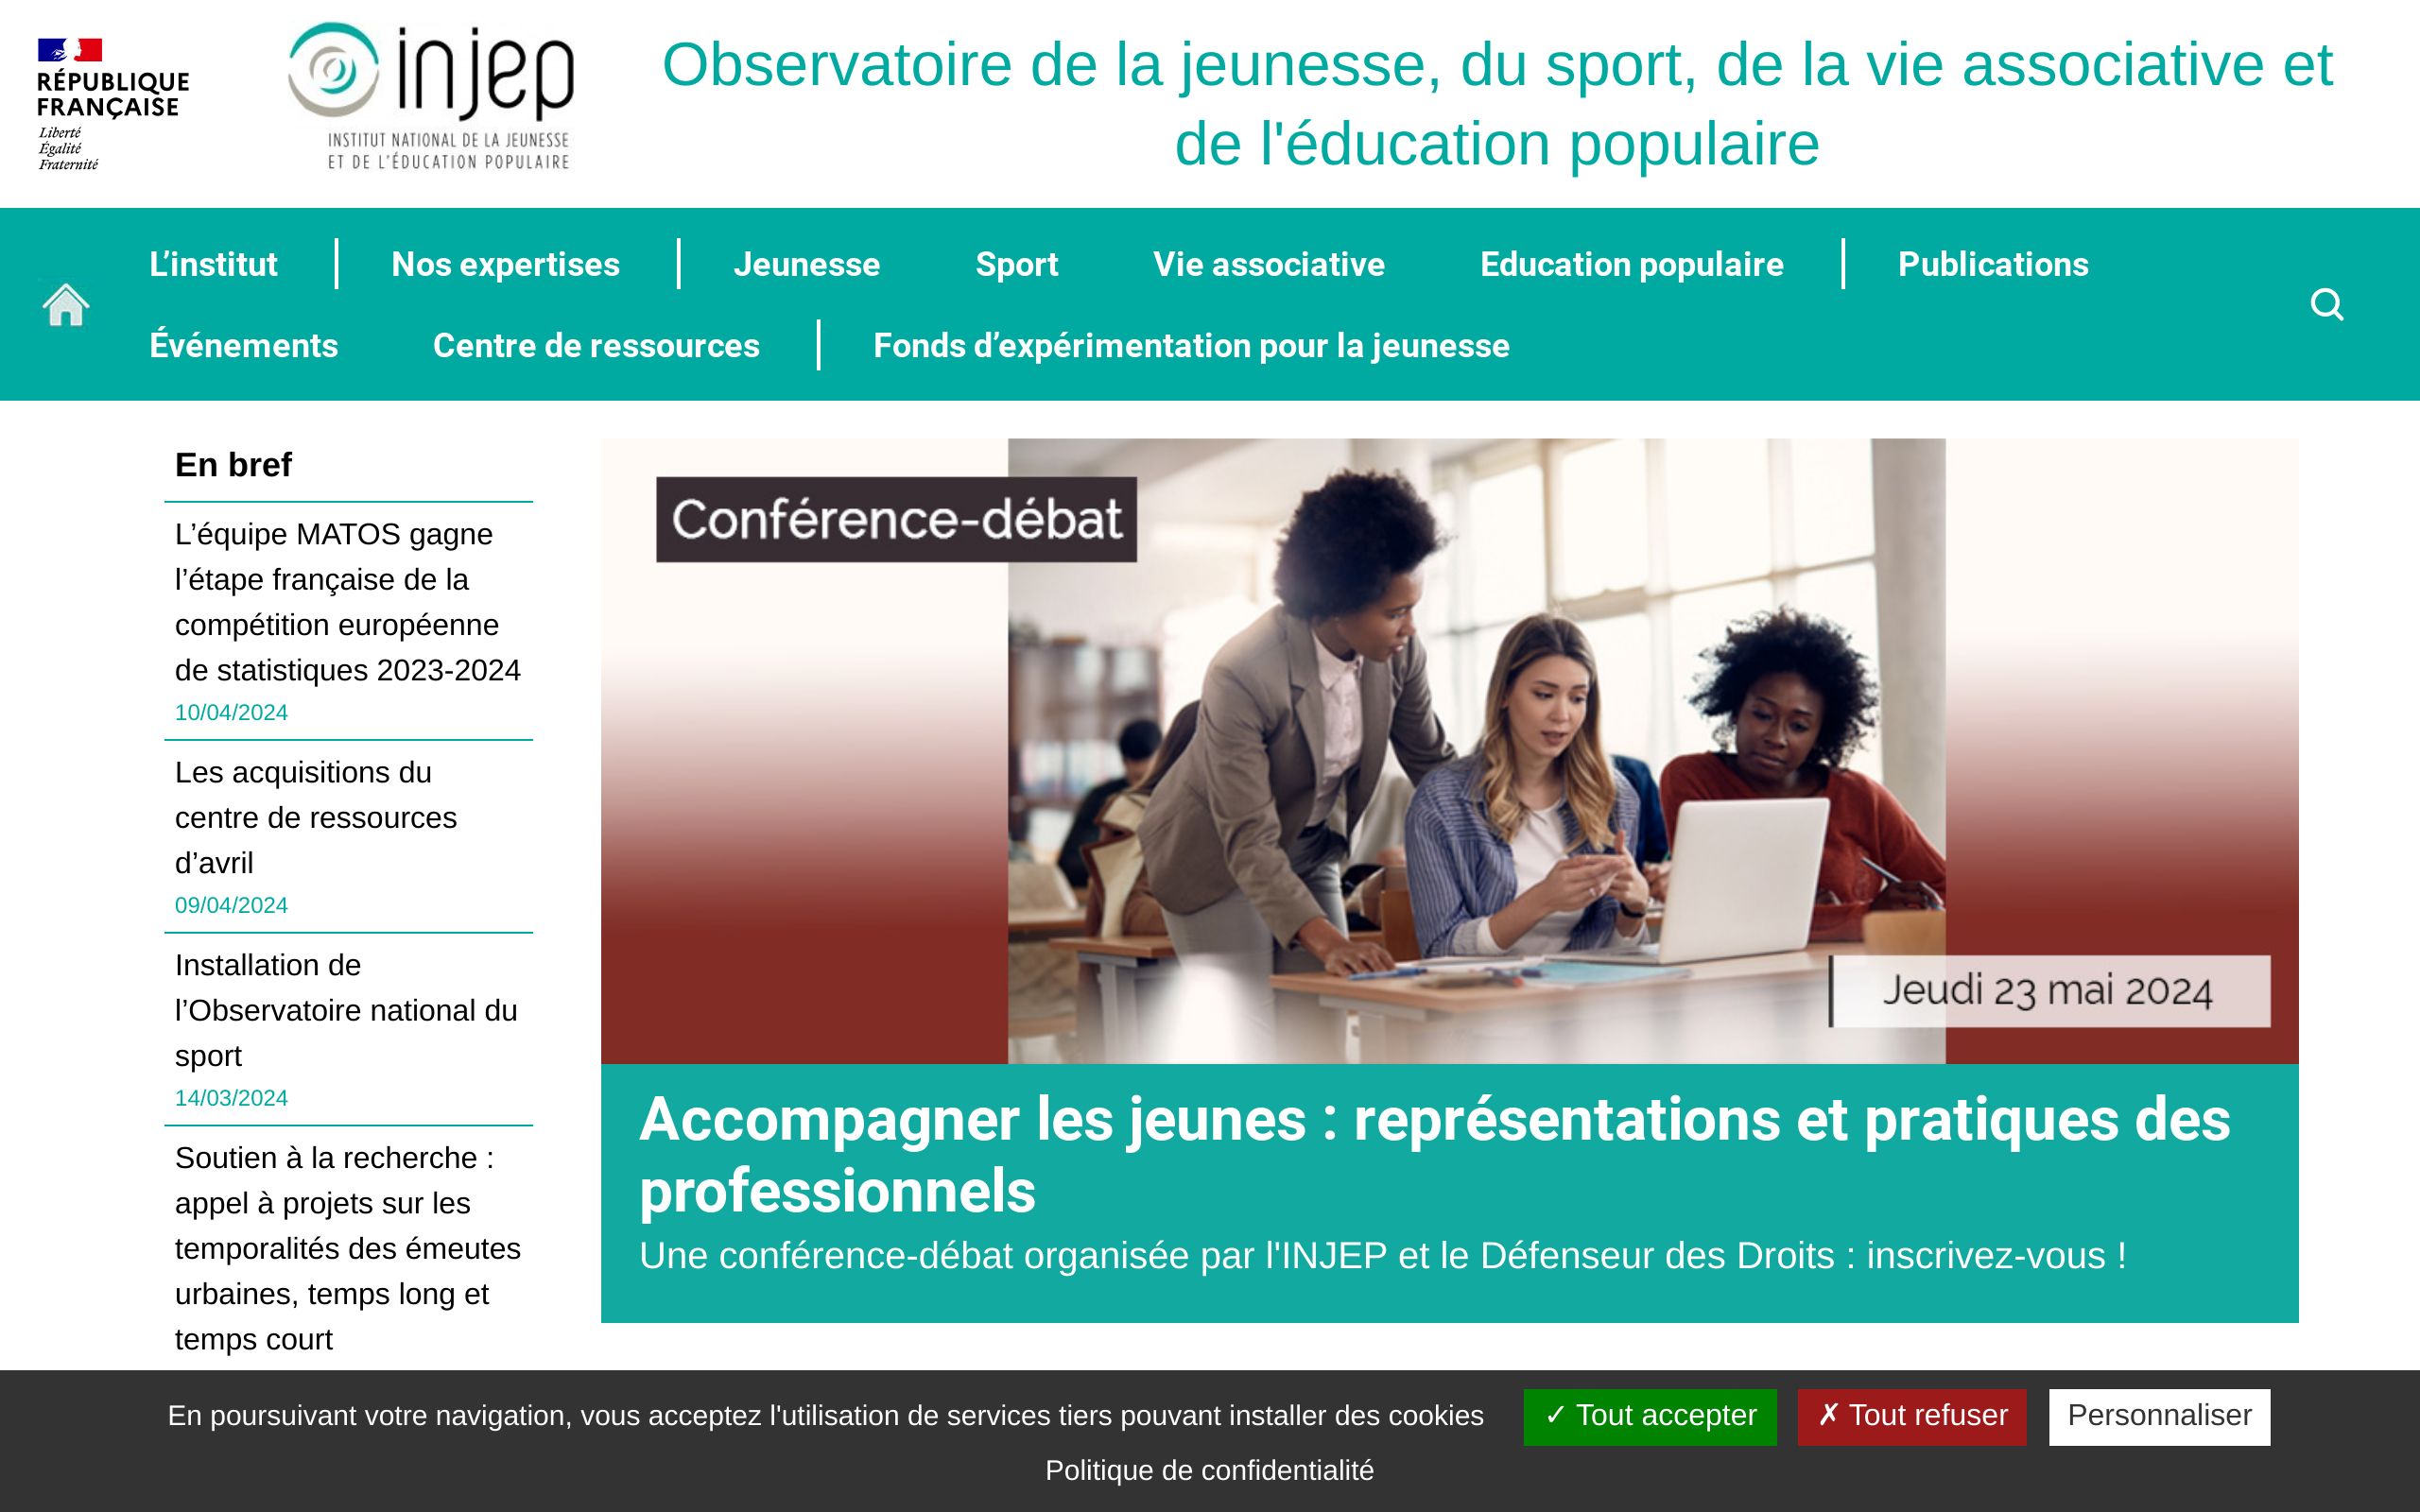 RÉPUBLIQUE
FRANÇAISE
Liberté
Égalité
Fraternité
injep
INSTITUT NATIONAL DE LA JEUNESSE
ET DE L'ÉDUCATION POPULAIRE
Observatoire de la jeunesse, du sport, de la vie associative et
de l'éducation populaire
L’institut
Nos expertises
Jeunesse
Sport
Vie associative
Education populaire
Publications
Événements
Centre de ressources
Fonds d’expérimentation pour la jeunesse
En bref
L’équipe MATOS gagne
l’étape française de la
compétition européenne
de statistiques 2023-2024
10/04/2024
Les acquisitions du
centre de ressources
d’avril
09/04/2024
Installation de
l’Observatoire national du
sport
14/03/2024
Soutien à la recherche :
appel à projets sur les
temporalités des émeutes
urbaines, temps long et
temps court
Conférence-débat
Jeudi 23 mai 2024
Accompagner les jeunes : représentations et pratiques des
professionnels
Une conférence-débat organisée par l'INJEP et le Défenseur des Droits : inscrivez-vous !
En poursuivant votre navigation, vous acceptez l'utilisation de services tiers pouvant installer des cookies
✓ Tout accepter
✗ Tout refuser
Personnaliser
Politique de confidentialité